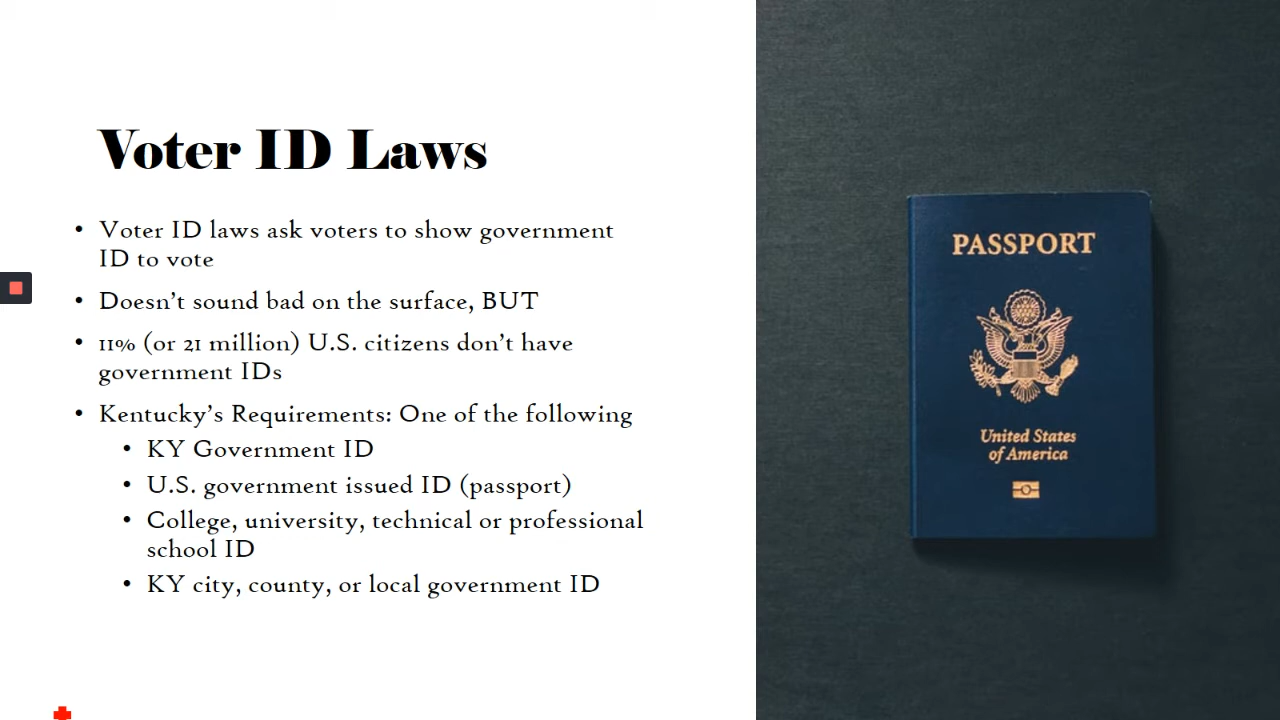 Voter ID Laws
• Voter ID laws ask voters to show government
ID to vote
• Doesn't sound bad on the surface, BUT
• 11% (or 21 million) U.S. citizens don't have
government IDs
• Kentucky's Requirements: One of the following
• KY Government ID
• U.S. government issued ID (passport)
• College, university, technical or professional
school ID
• KY city, county, or local government ID
PASSPORT
United States
of America